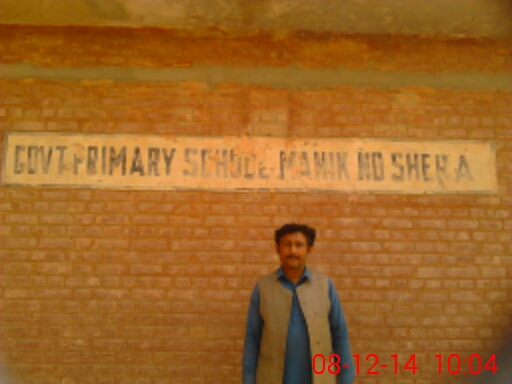 GOVT PRIMARY SCHOOL MANIK NO SHERA
08-12-14 10:04